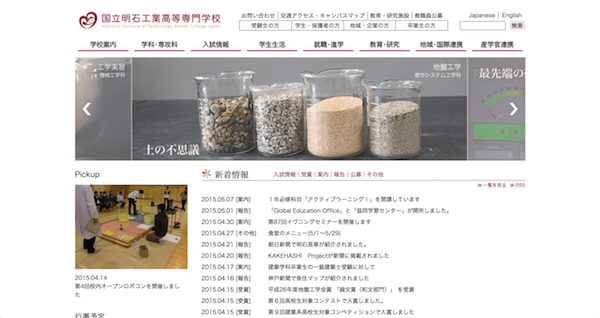 国立明石工業高等専門学校
National Institute of Technology, Akashi College Japan
お問い合わせ｜交通アクセス・キャンパスマップ｜教育・研究施設｜教職員公募
Japanese｜English
受験生の方 学生・保護者の方 地域・企業の方 卒業生の方
検索
学校案内 学科・専攻科 入試情報 学生生活 就職・進学 教育・研究 地域・国際連携 産学官連携
工学実習
機械工学科
土の不思議
地盤工学
都市システム工学科
最先端の
Pickup
2015.04.14
第4回校内オープンロボコンを開催しました
行事予定
新着情報 入試情報｜受賞｜案内｜報告｜公募｜その他
一覧を見る RSS
2015.05.07 [案内] １年必修科目「アクティブラーニングⅠ」を開講しています
2015.05.01 [報告] 「Global Education Office」と「協同学習センター」が開所しました。
2015.04.30 [案内] 第87回イヴニングセミナーを開催します
2015.04.27 [その他] 食堂のメニュー(5/1〜5/29)
2015.04.21 [報告] 朝日新聞で明石高専が紹介されました。
2015.04.20 [報告] KAKEHASHI Projectが新聞に掲載されました
2015.04.17 [案内] 建築学科卒業生の一級建築士受験に対して
2015.04.16 [報告] 神戸新聞で魚住マップが紹介されました
2015.04.15 [受賞] 平成26年度地盤工学会賞 「論文賞（和文部門）」 を受賞
2015.04.15 [受賞] 第６回高校生対象コンテストで入賞しました。
2015.04.15 [受賞] 第９回建築系高校生対象コンペティションで入賞しました